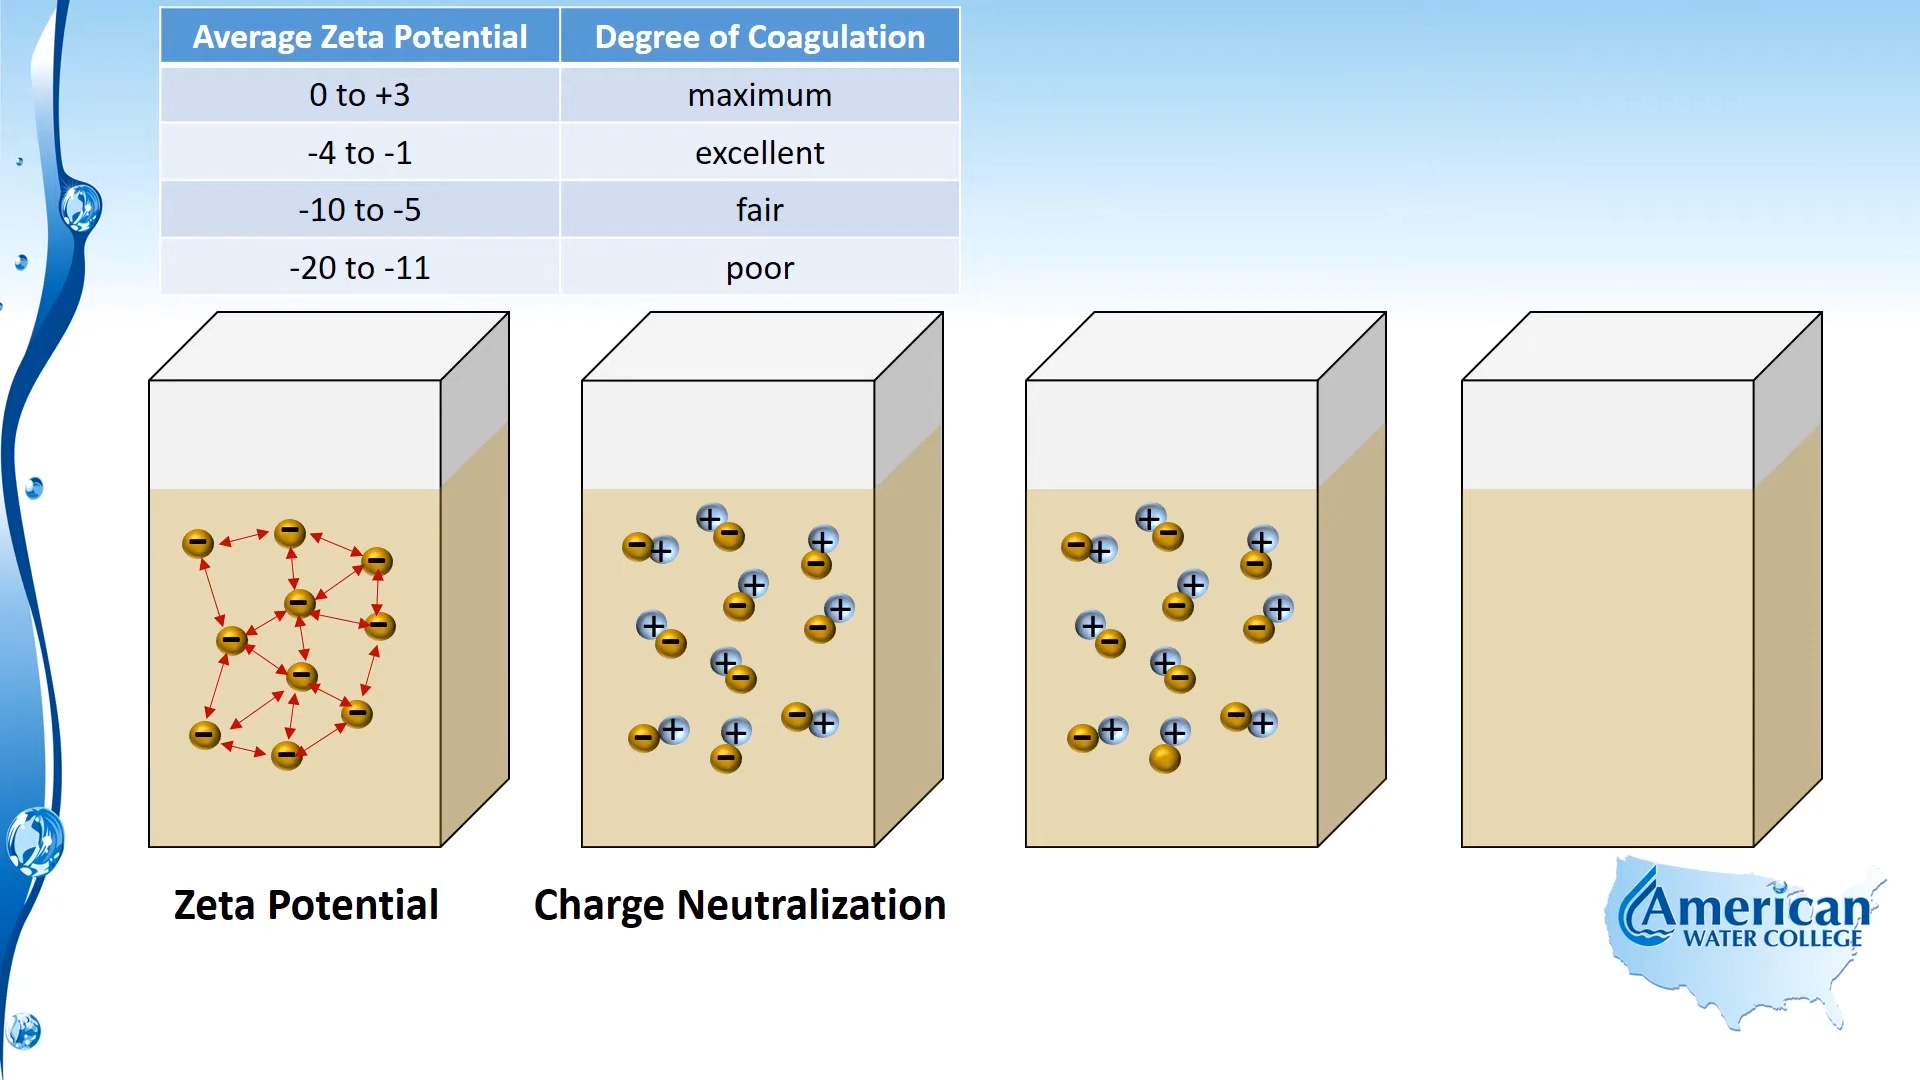 Average Zeta Potential Degree of Coagulation
0 to +3 maximum
-4 to -1 excellent
-10 to -5 fair
-20 to -11 poor
Zeta Potential
Charge Neutralization
American
WATER COLLEGE